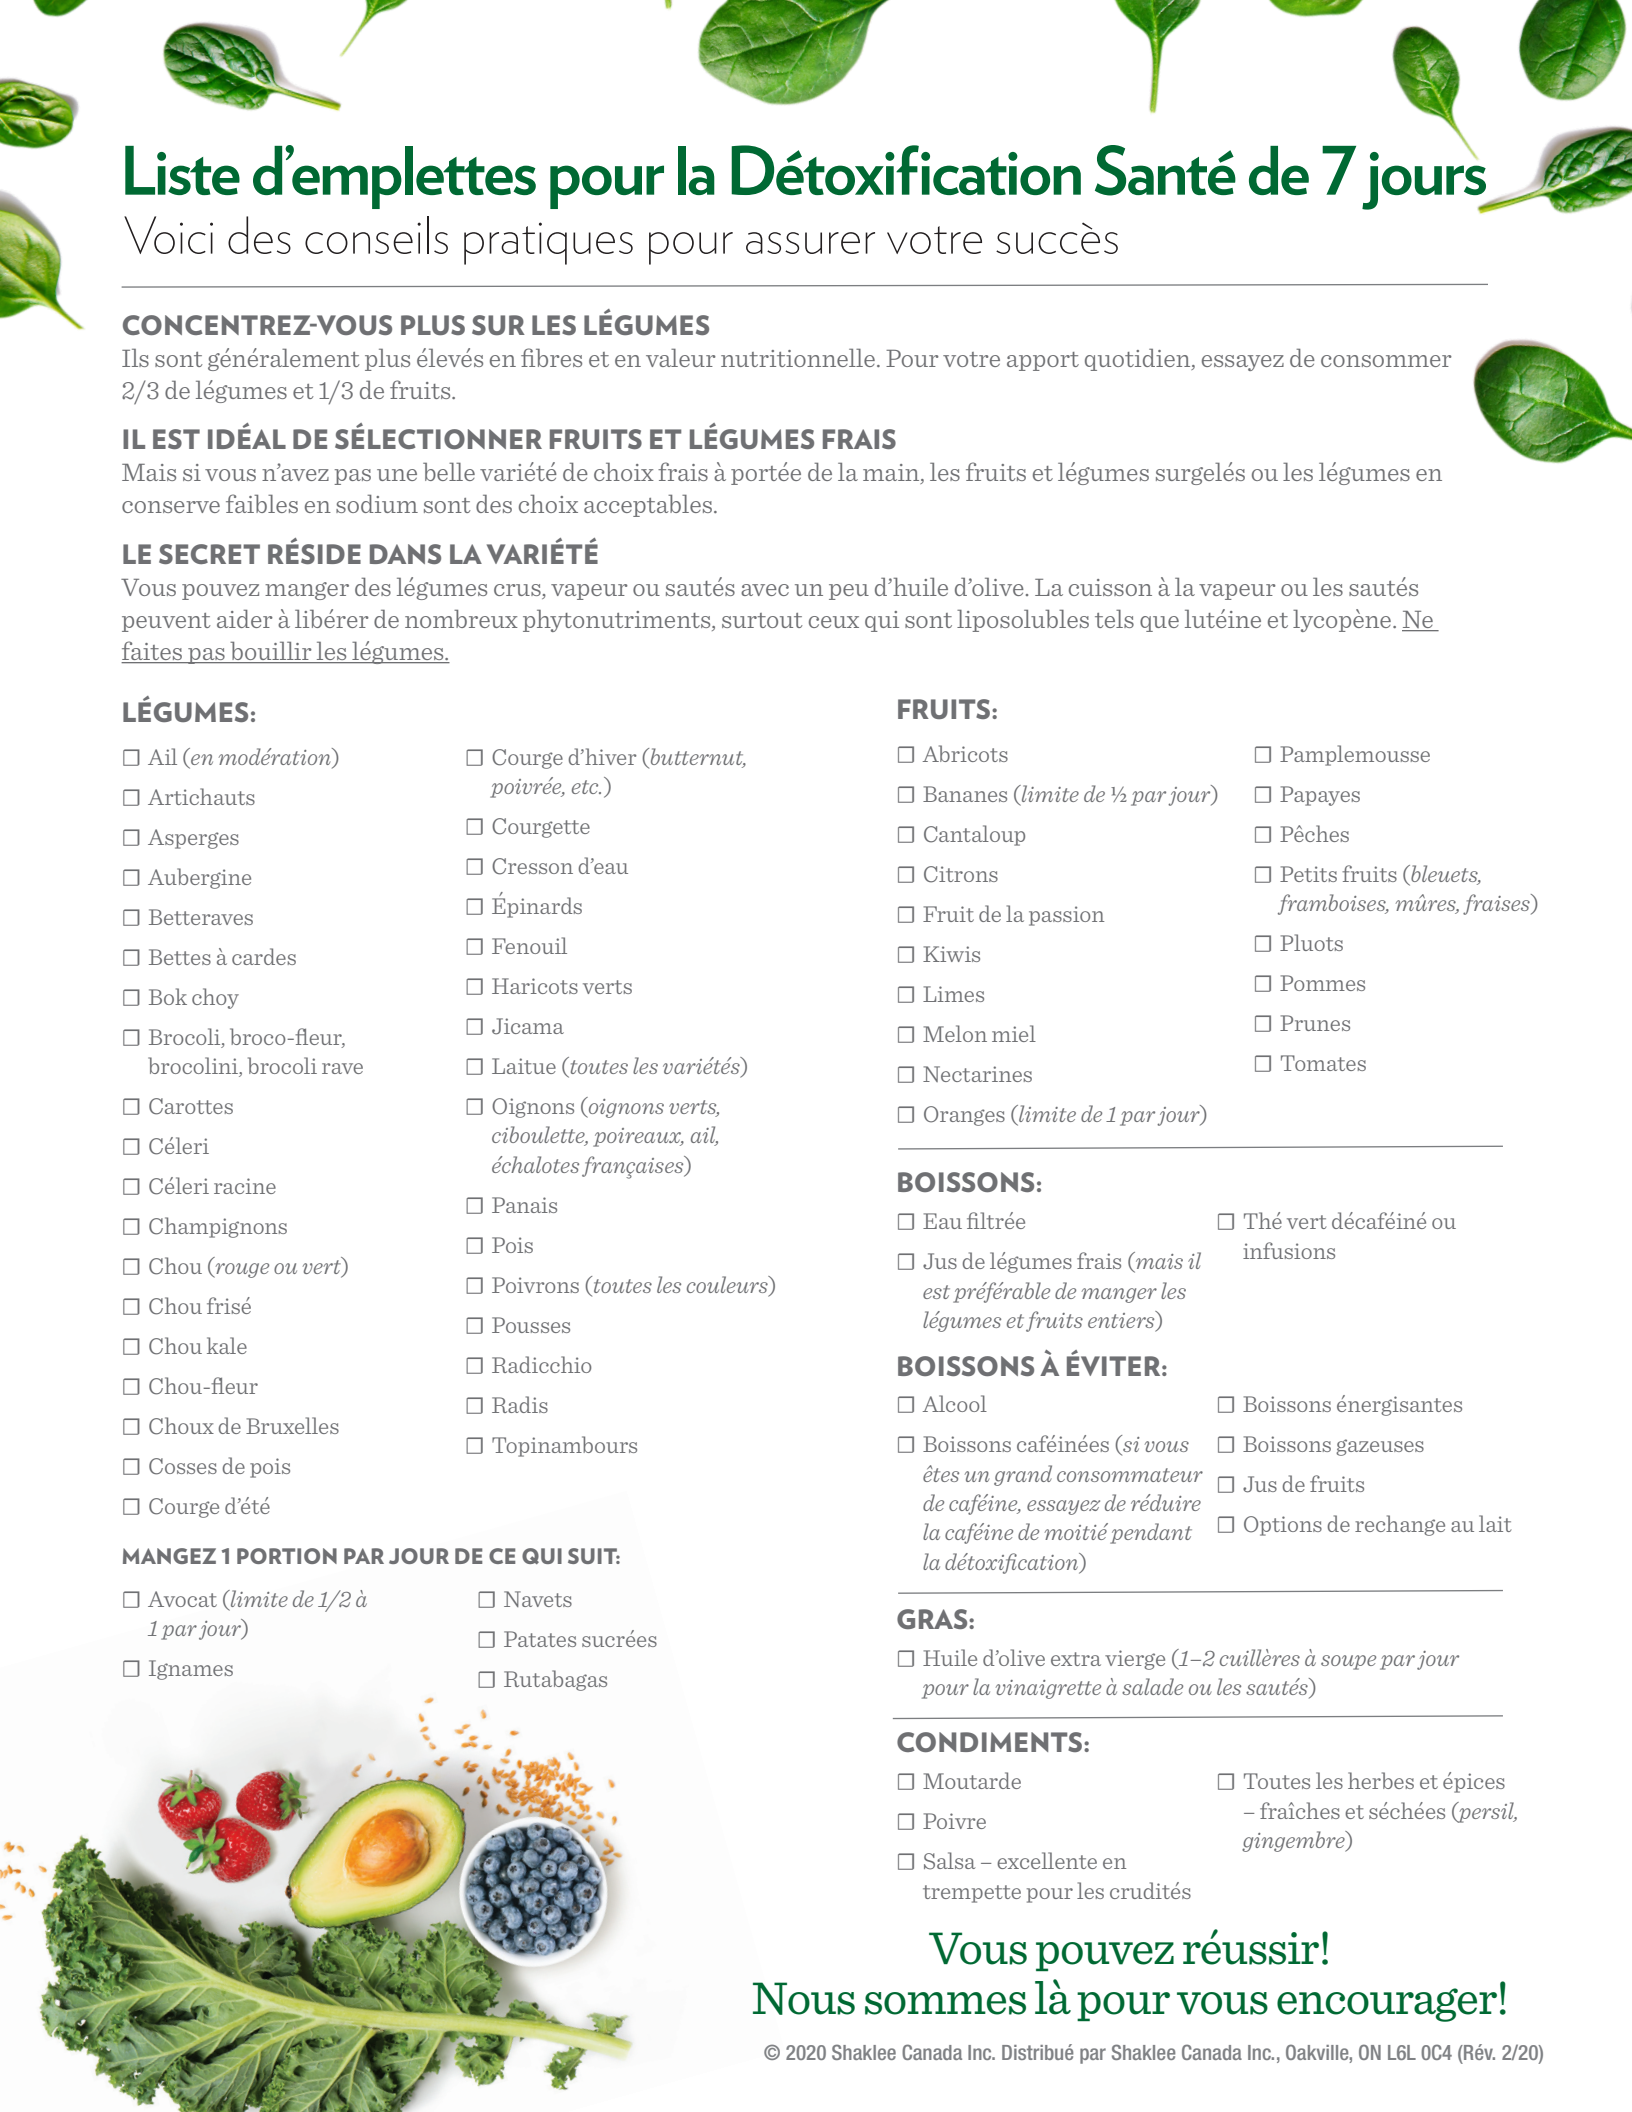 Liste d’emplettes pour la Détoxification Santé de 7 jours
Voici des conseils pratiques pour assurer votre succès
CONCENTREZ-VOUS PLUS SUR LES LÉGUMES
Ils sont généralement plus élevés en fibres et en valeur nutritionnelle. Pour votre apport quotidien, essayez de consommer
2/3 de légumes et 1/3 de fruits.
IL EST IDÉAL DE SÉLECTIONNER FRUITS ET LÉGUMES FRAIS
Mais si vous n’avez pas une belle variété de choix frais à portée de la main, les fruits et légumes surgelés ou les légumes en
conserve faibles en sodium sont des choix acceptables.
LE SECRET RÉSIDE DANS LA VARIÉTÉ
Vous pouvez manger des légumes crus, vapeur ou sautés avec un peu d’huile d’olive. La cuisson à la vapeur ou les sautés
peuvent aider à libérer de nombreux phytonutriments, surtout ceux qui sont liposolubles tels que lutéine et lycopène. Ne
faites pas bouillir les légumes.
LÉGUMES:
❒ Ail (en modération)
❒ Artichauts
❒ Asperges
❒ Aubergine
❒ Betteraves
❒ Bettes à cardes
❒ Bok choy
❒ Brocoli, broco-fleur,
brocolini, brocoli rave
❒ Carottes
❒ Céleri
❒ Céleri racine
❒ Champignons
❒ Chou (rouge ou vert)
❒ Chou frisé
❒ Chou kale
❒ Chou-fleur
❒ Choux de Bruxelles
❒ Cosses de pois
❒ Courge d’été
❒ Courge d’hiver (butternut,
poivrée, etc.)
❒ Courgette
❒ Cresson d’eau
❒ Épinards
❒ Fenouil
❒ Haricots verts
❒ Jicama
❒ Laitue (toutes les variétés)
❒ Oignons (oignons verts,
ciboulette, poireaux, ail,
échalotes françaises)
❒ Panais
❒ Pois
❒ Poivrons (toutes les couleurs)
❒ Pousses
❒ Radicchio
❒ Radis
❒ Topinambours
MANGEZ 1 PORTION PAR JOUR DE CE QUI SUIT:
❒ Avocat (limite de 1/2 à
1 par jour)
❒ Ignames
❒ Navets
❒ Patates sucrées
❒ Rutabagas
FRUITS:
❒ Abricots
❒ Bananes (limite de ½ par jour)
❒ Cantaloup
❒ Citrons
❒ Fruit de la passion
❒ Kiwis
❒ Limes
❒ Melon miel
❒ Nectarines
❒ Oranges (limite de 1 par jour)
❒ Pamplemousse
❒ Papayes
❒ Pêches
❒ Petits fruits (bleuets,
framboises, mûres, fraises)
❒ Pluots
❒ Pommes
❒ Prunes
❒ Tomates
BOISSONS:
❒ Eau filtrée
❒ Jus de légumes frais (mais il
est préférable de manger les
légumes et fruits entiers)
❒ Thé vert décaféiné ou
infusions
BOISSONS À ÉVITER:
❒ Alcool
❒ Boissons caféinées (si vous
êtes un grand consommateur
de caféine, essayez de réduire
la caféine de moitié pendant
la détoxification)
❒ Boissons énergisantes
❒ Boissons gazeuses
❒ Jus de fruits
❒ Options de rechange au lait
GRAS:
❒ Huile d’olive extra vierge (1–2 cuillères à soupe par jour
pour la vinaigrette à salade ou les sautés)
CONDIMENTS:
❒ Moutarde
❒ Poivre
❒ Salsa – excellente en
trempette pour les crudités
❒ Toutes les herbes et épices
– fraîches et séchées (persil,
gingembre)
Vous pouvez réussir!
Nous sommes là pour vous encourager!
© 2020 Shaklee Canada Inc. Distribué par Shaklee Canada Inc., Oakville, ON L6L 0C4 (Rév. 2/20)